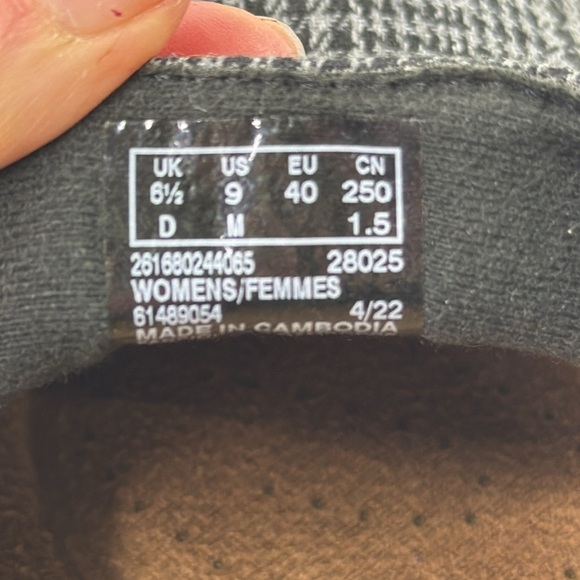 UK US EU CN
6½ 9 40 250
D M 1.5
261680244065 28025
WOMENS/FEMMES
61489054 4/22
MADE IN CAMBODIA